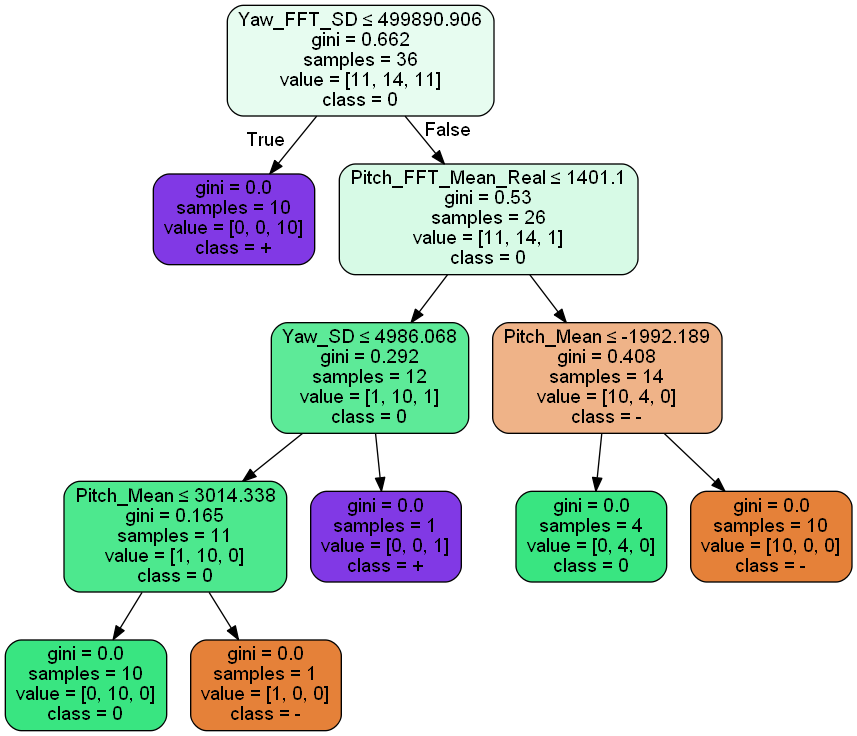 Yaw_FFT_SD ≤ 499890.906
gini = 0.662
samples = 36
value = [11, 14, 11]
class = 0
True
False
gini = 0.0
samples = 10
value = [0, 0, 10]
class = +
Pitch_FFT_Mean_Real ≤ 1401.1
gini = 0.53
samples = 26
value = [11, 14, 1]
class = 0
Yaw_SD ≤ 4986.068
gini = 0.292
samples = 12
value = [1, 10, 1]
class = 0
Pitch_Mean ≤ -1992.189
gini = 0.408
samples = 14
value = [10, 4, 0]
class = -
Pitch_Mean ≤ 3014.338
gini = 0.165
samples = 11
value = [1, 10, 0]
class = 0
gini = 0.0
samples = 1
value = [0, 0, 1]
class = +
gini = 0.0
samples = 4
value = [0, 4, 0]
class = 0
gini = 0.0
samples = 10
value = [10, 0, 0]
class = -
gini = 0.0
samples = 10
value = [0, 10, 0]
class = 0
gini = 0.0
samples = 1
value = [1, 0, 0]
class = -